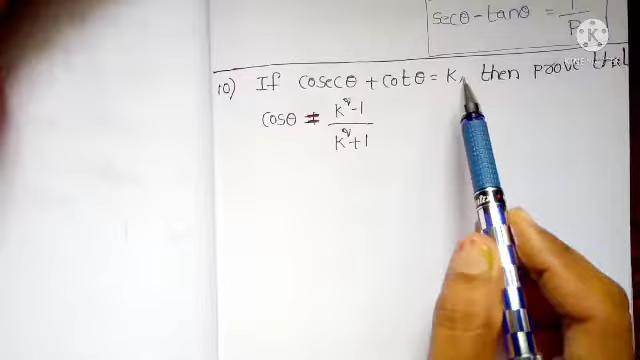 secθ - tanθ = 1/P
10) If cosecθ + cotθ = k, then prove that
cosθ = k²-1
k²+1